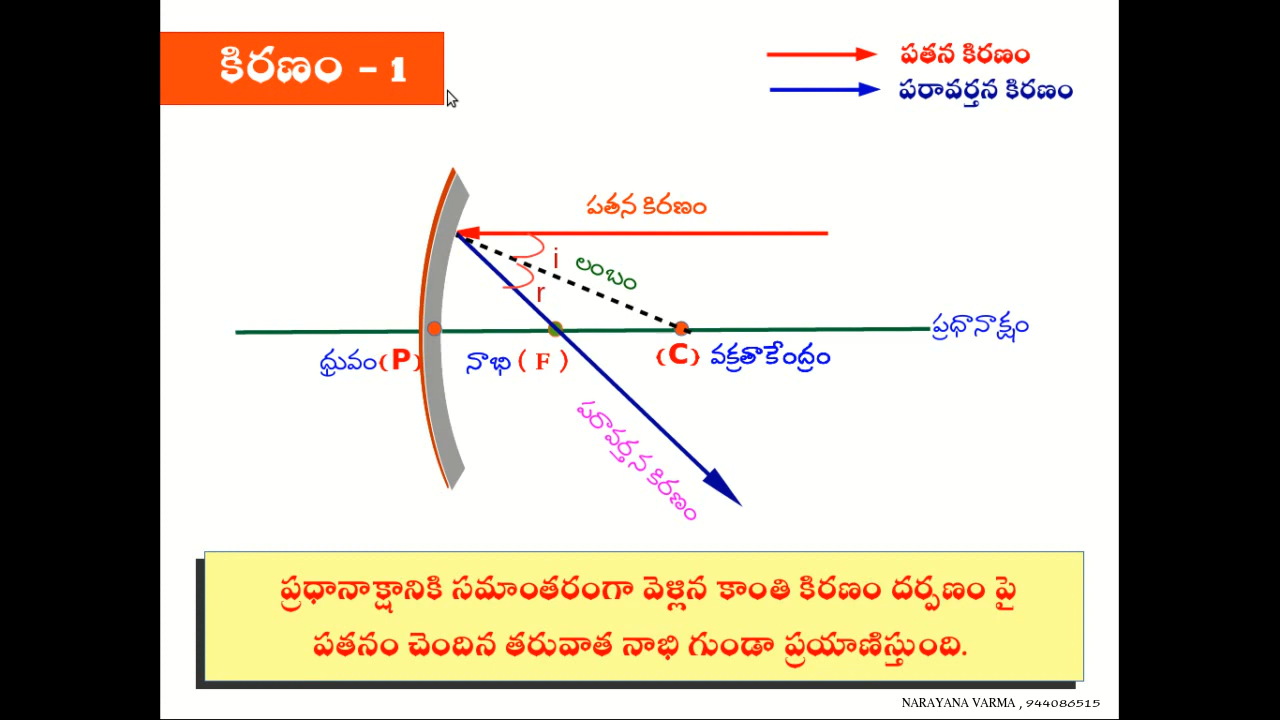 కిరణం - 1
పతన కిరణం
పరావర్తన కిరణం
పతన కిరణం
i
లంబం
r
ప్రధానాక్షం
ధ్రువం(P)
నాభి ( F )
(C) వక్రతాకేంద్రం
పరావర్తన కిరణం
ప్రధానాక్షానికి సమాంతరంగా వెళ్లిన కాంతి కిరణం దర్పణం పై
పతనం చెందిన తరువాత నాభి గుండా ప్రయాణిస్తుంది.
NARAYANA VARMA , 944086515